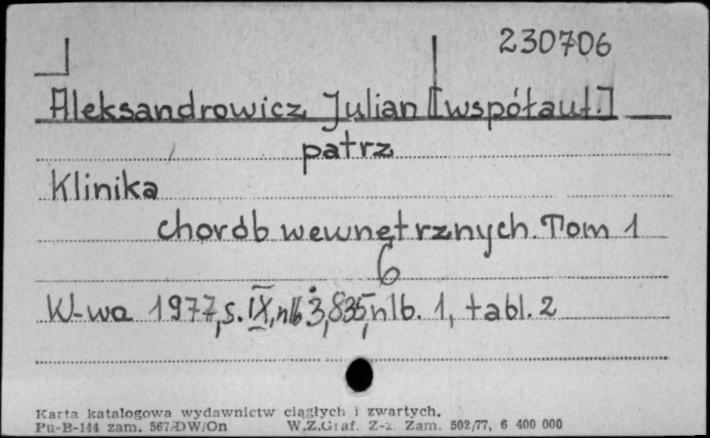 230706
Aleksandrowicz Julian [współaut.]
patrz
Klinika
chorób wewnętrznych. Tom 1
6
W-wa 1977, s. IX, nlb 3, 835, nlb. 1, tabl. 2
Karta katalogowa wydawnictw ciągłych i zwartych.
Pu-B-144 zam. 567/DW/On W.Z.Graf. Z-z. Zam. 502/77, 6 400 000